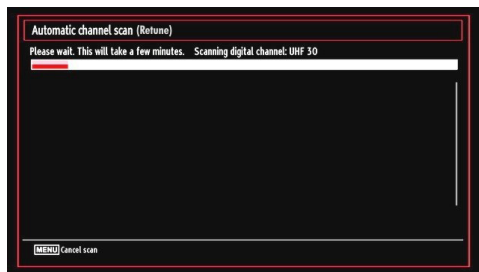 Automatic channel scan (Retune)
Please wait. This will take a few minutes. Scanning digital channel: UHF 30
MENU Cancel scan